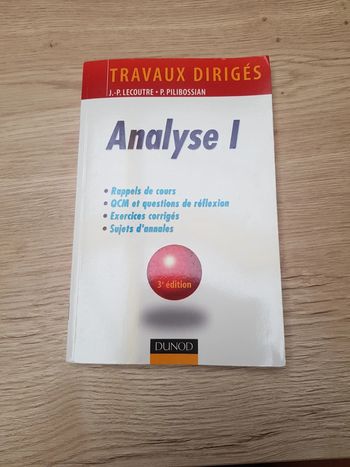 TRAVAUX DIRIGÉS
J.-P. LECOUTRE • P. PILIBOSSIAN
Analyse I
• Rappels de cours
• QCM et questions de réflexion
• Exercices corrigés
• Sujets d'annales
3e édition
DUNOD